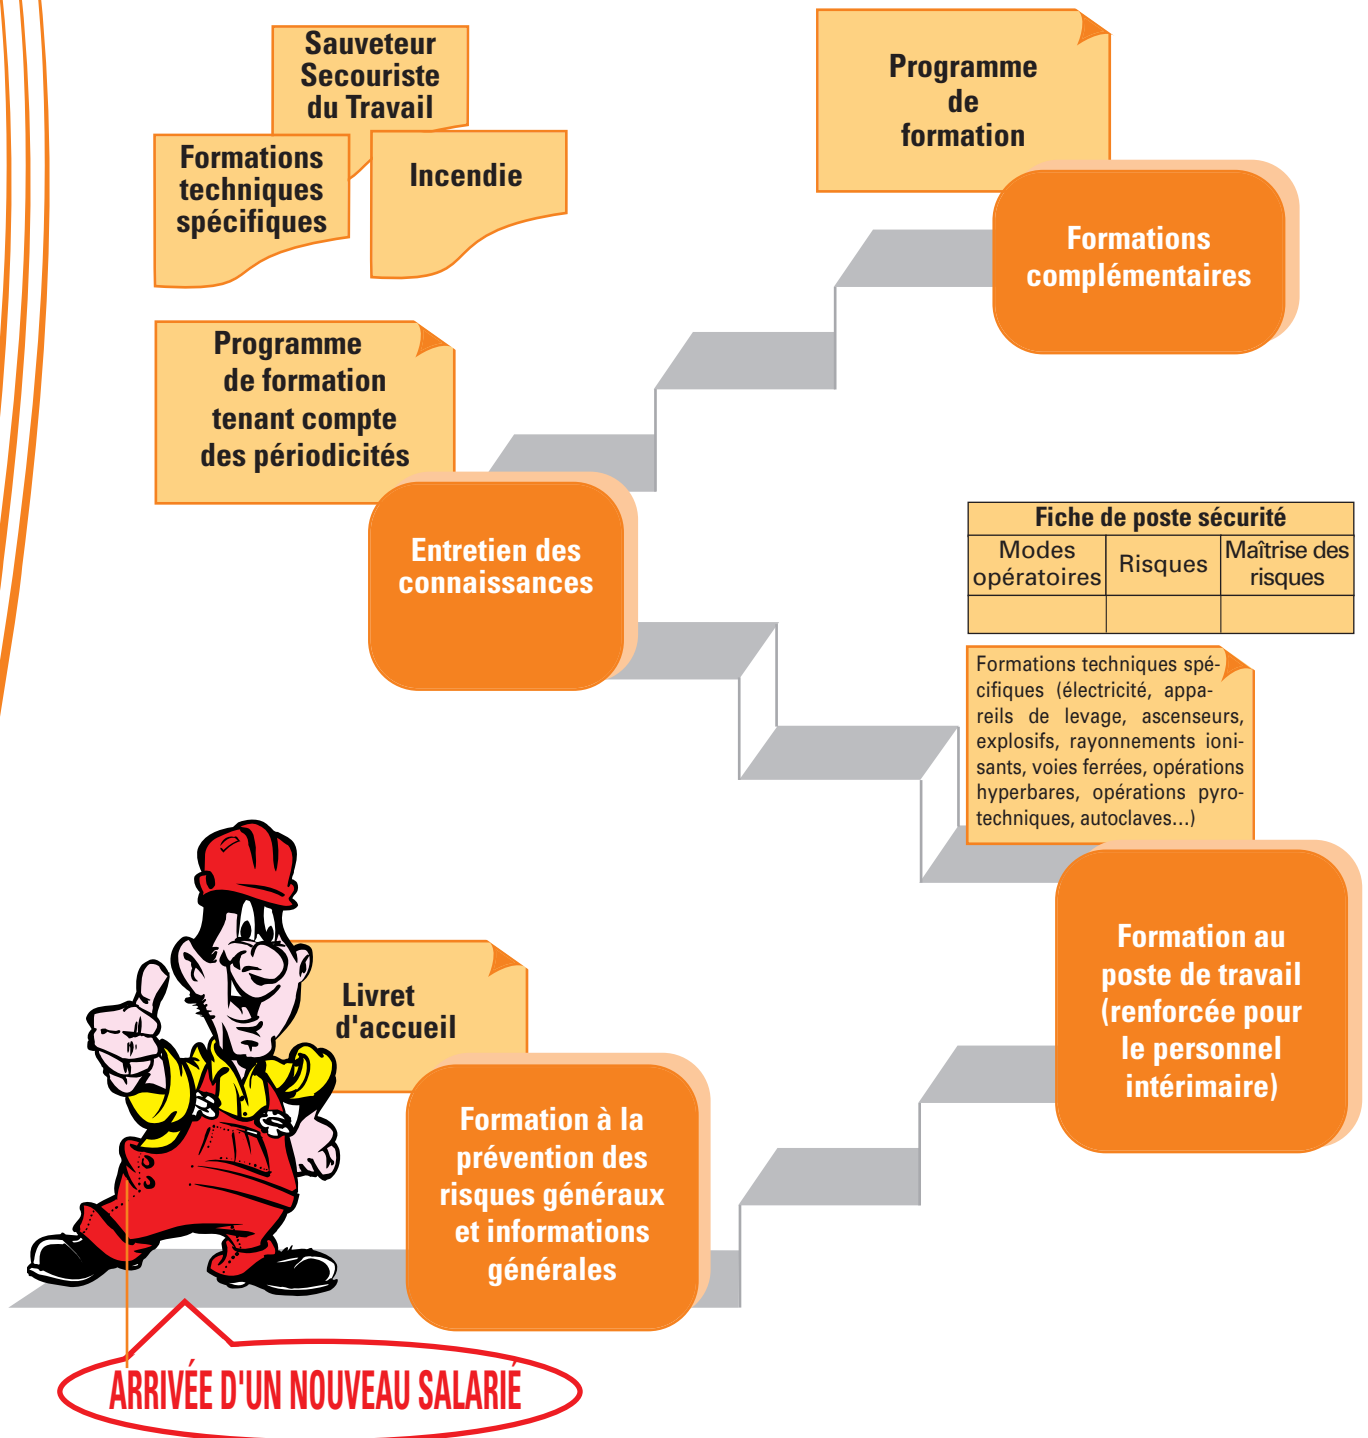 Sauveteur
Secouriste
du Travail
Formations
techniques
spécifiques
Incendie
Programme
de
formation
Formations
complémentaires
Programme
de formation
tenant compte
des périodicités
Entretien des
connaissances
Fiche de poste sécurité
Modes
opératoires
Risques
Maîtrise des
risques
Formations techniques spé-
cifiques (électricité, appa-
reils de levage, ascenseurs,
explosifs, rayonnements ioni-
sants, voies ferrées, opérations
hyperbares, opérations pyro-
techniques, autoclaves...)
Formation au
poste de travail
(renforcée pour
le personnel
intérimaire)
Livret
d'accueil
Formation à la
prévention des
risques généraux
et informations
générales
ARRIVÉE D'UN NOUVEAU SALARIÉ